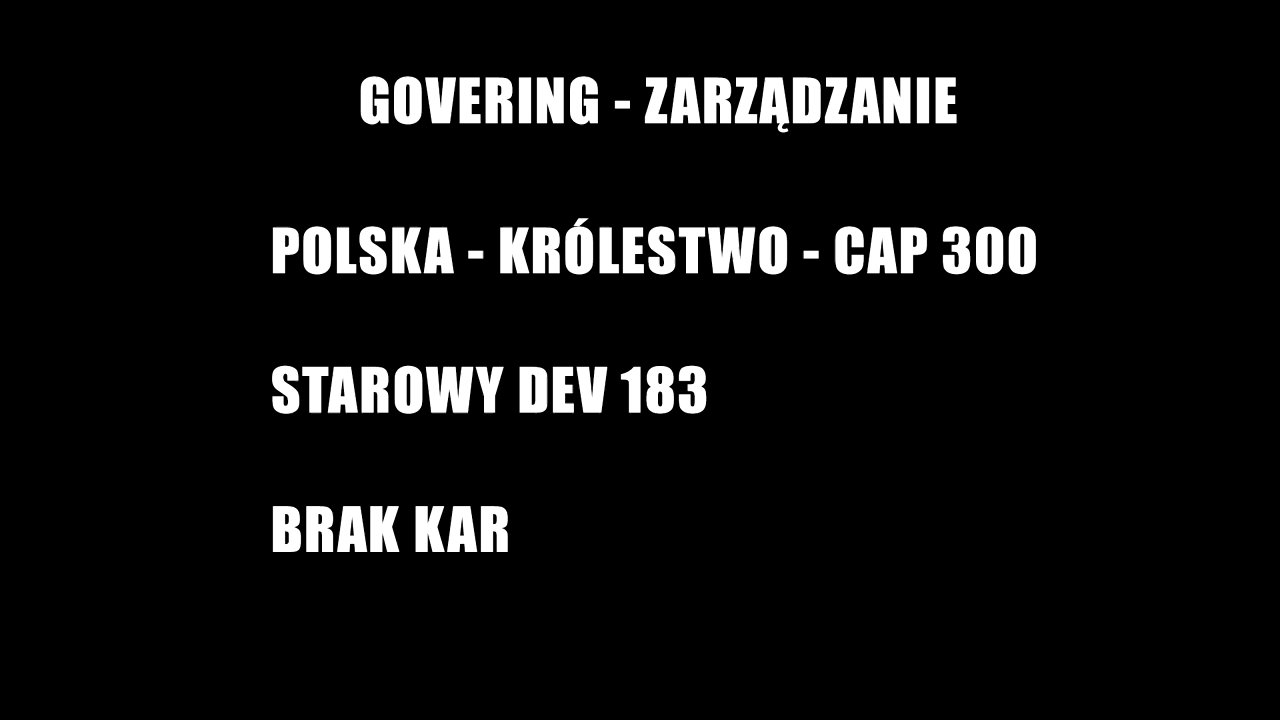 GOVERING - ZARZĄDZANIE
POLSKA - KRÓLESTWO - CAP 300
STAROWY DEV 183
BRAK KAR